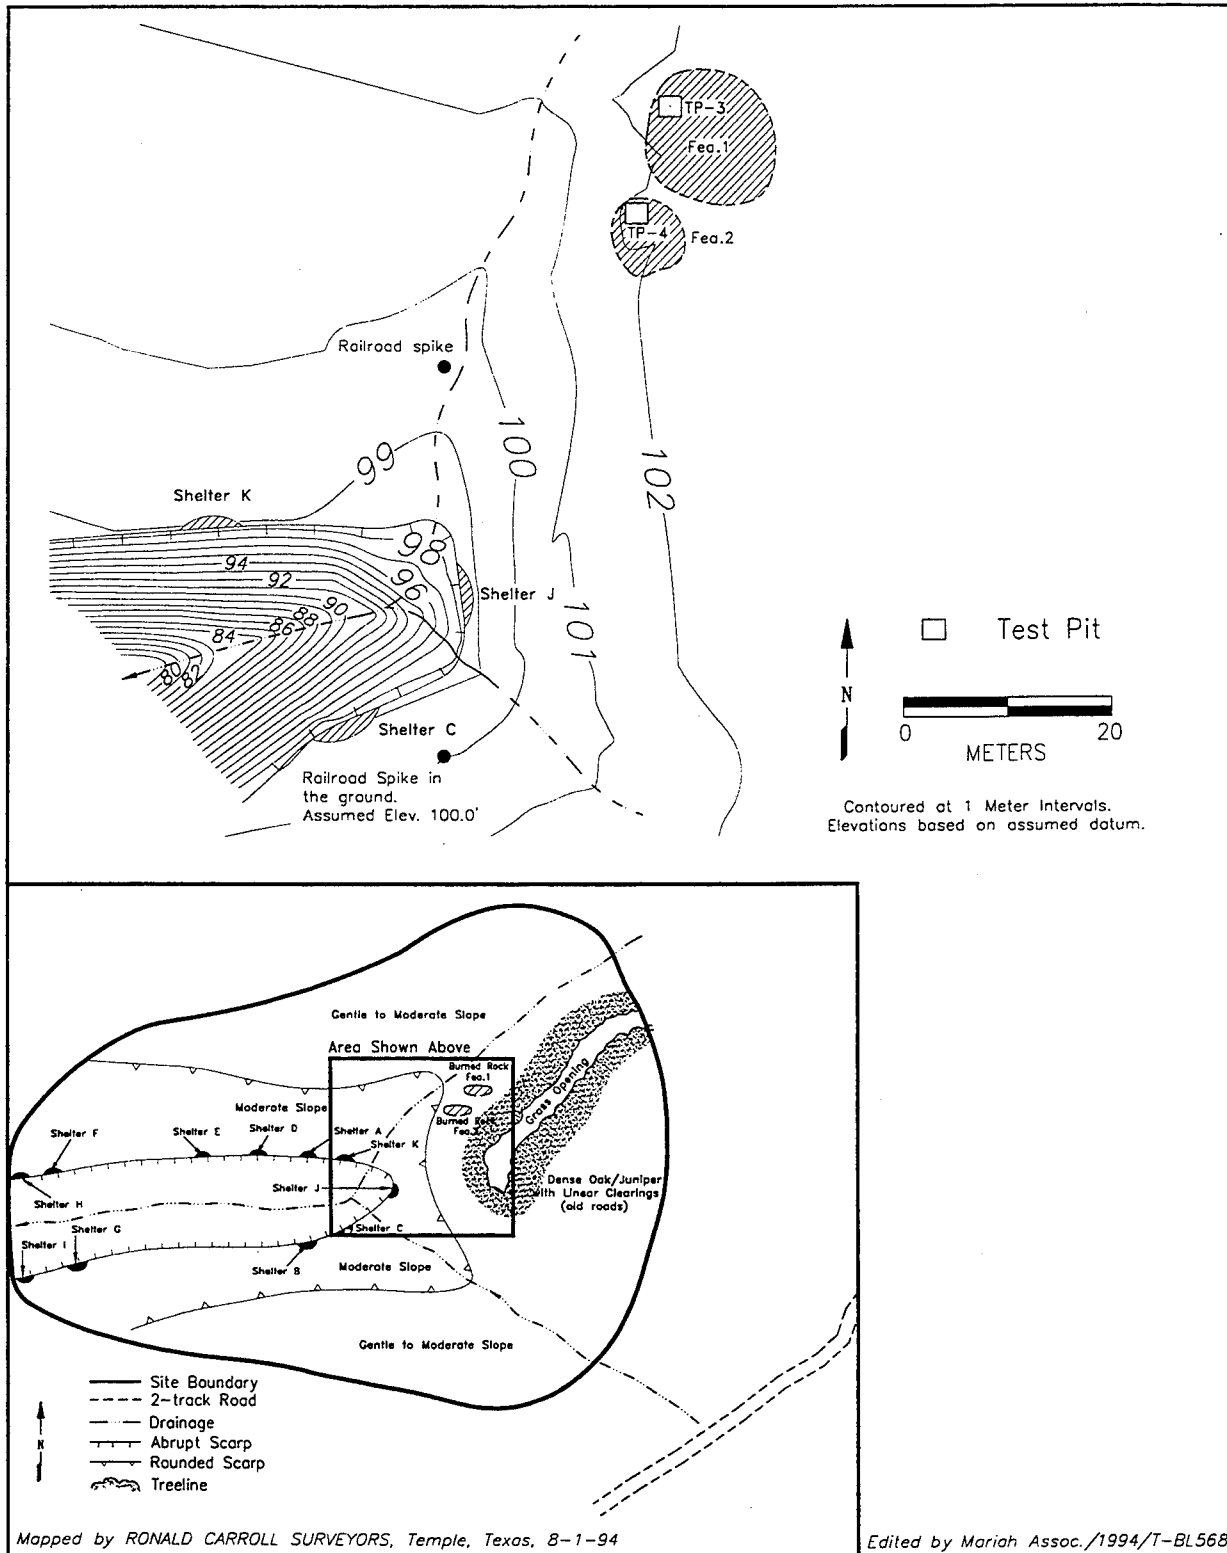 TP-3
Fea.1
TP-4
Fea.2
Railroad spike
99
100
102
Shelter K
98
94
96
92
Shelter J
90
88
86
84
101
82
80
Shelter C
Railroad Spike in
the ground.
Assumed Elev. 100.0'
Test Pit
N
0 20
METERS
Contoured at 1 Meter Intervals.
Elevations based on assumed datum.
Gentle to Moderate Slope
Area Shown Above
Burned Rock
Fea.1
Grass Opening
Moderate Slope
Burned Rock
Shelter F
Shelter E
Shelter D
Shelter A
Shelter K
Shelter J
Dense Oak/Juniper
with Linear Clearings
(old roads)
Shelter H
Shelter G
Shelter C
Shelter I
Shelter B
Moderate Slope
Gentle to Moderate Slope
Site Boundary
2-track Road
Drainage
N
Abrupt Scarp
Rounded Scarp
Treeline
Mapped by RONALD CARROLL SURVEYORS, Temple, Texas, 8-1-94
Edited by Mariah Assoc./1994/T-BL568